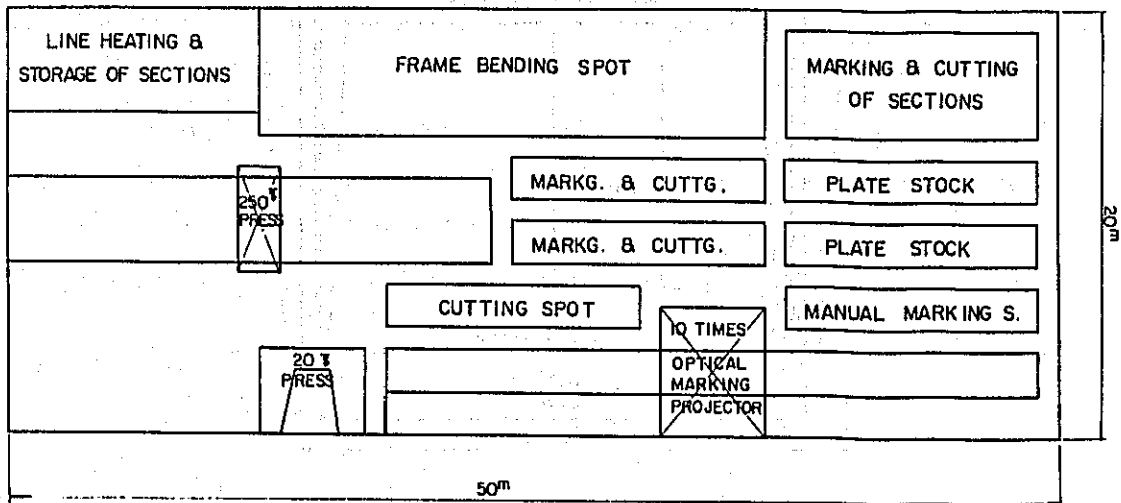 LINE HEATING &
STORAGE OF SECTIONS
FRAME BENDING SPOT
MARKING & CUTTING
OF SECTIONS
250T
PRESS
MARKG. & CUTTG.
PLATE STOCK
MARKG. & CUTTG.
PLATE STOCK
CUTTING SPOT
10 TIMES
OPTICAL
MARKING
PROJECTOR
MANUAL MARKING S.
20T
PRESS
20m
50m